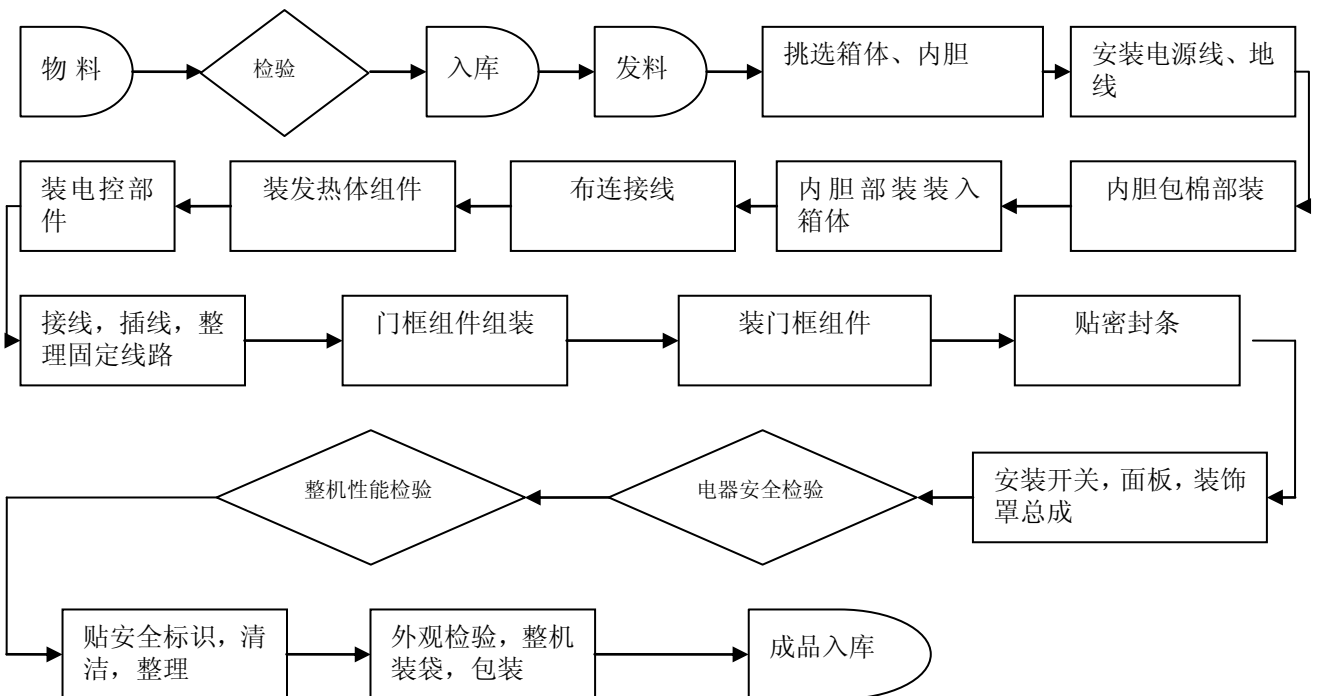 物 料
检验
入库
发料
挑选箱体、内胆
安装电源线、地
线
内胆包棉部装
内胆部装装入
箱体
布连接线
装发热体组件
装电控部
件
接线，插线，整
理固定线路
门框组件组装
装门框组件
贴密封条
安装开关，面板，装饰
罩总成
电器安全检验
整机性能检验
贴安全标识，清
洁，整理
外观检验，整机
装袋，包装
成品入库